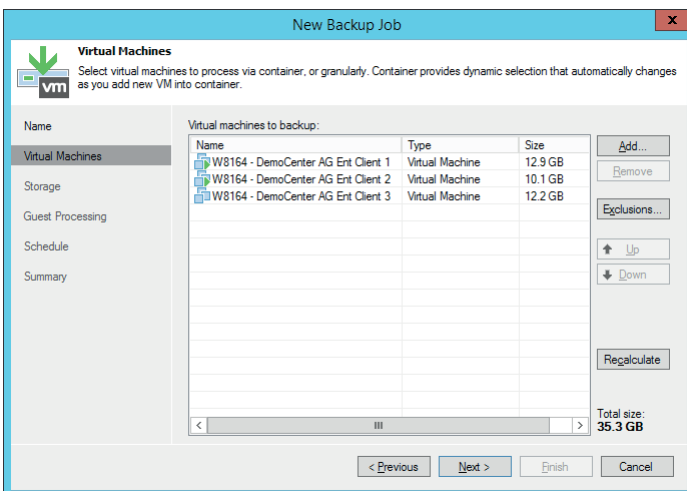 New Backup Job
x
Virtual Machines
Select virtual machines to process via container, or granularly. Container provides dynamic selection that automatically changes
as you add new VM into container.
vm
Name
Virtual Machines
Storage
Guest Processing
Schedule
Summary
Virtual machines to backup:
Name Type Size
W8164 - DemoCenter AG Ent Client 1 Virtual Machine 12.9 GB
W8164 - DemoCenter AG Ent Client 2 Virtual Machine 10.1 GB
W8164 - DemoCenter AG Ent Client 3 Virtual Machine 12.2 GB
Add...
Remove
Exclusions...
Up
Down
Recalculate
Total size:
35.3 GB
< Previous Next > Finish Cancel